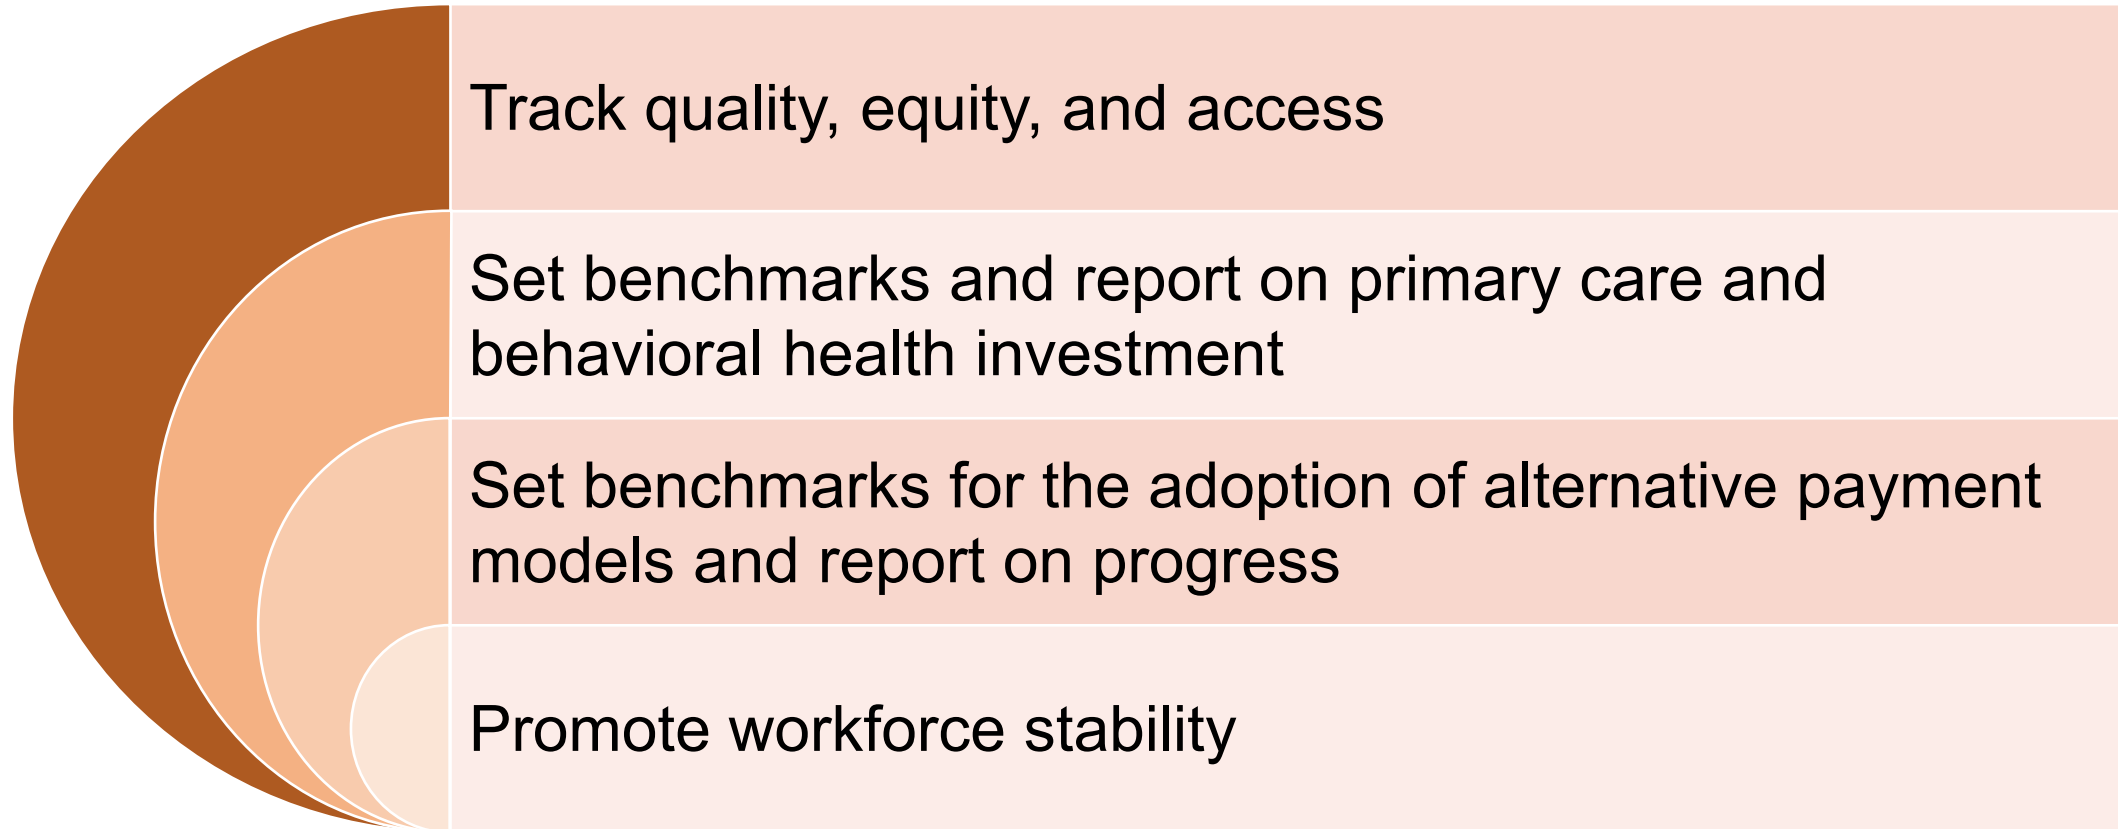 Track quality, equity, and access
Set benchmarks and report on primary care and
behavioral health investment
Set benchmarks for the adoption of alternative payment
models and report on progress
Promote workforce stability